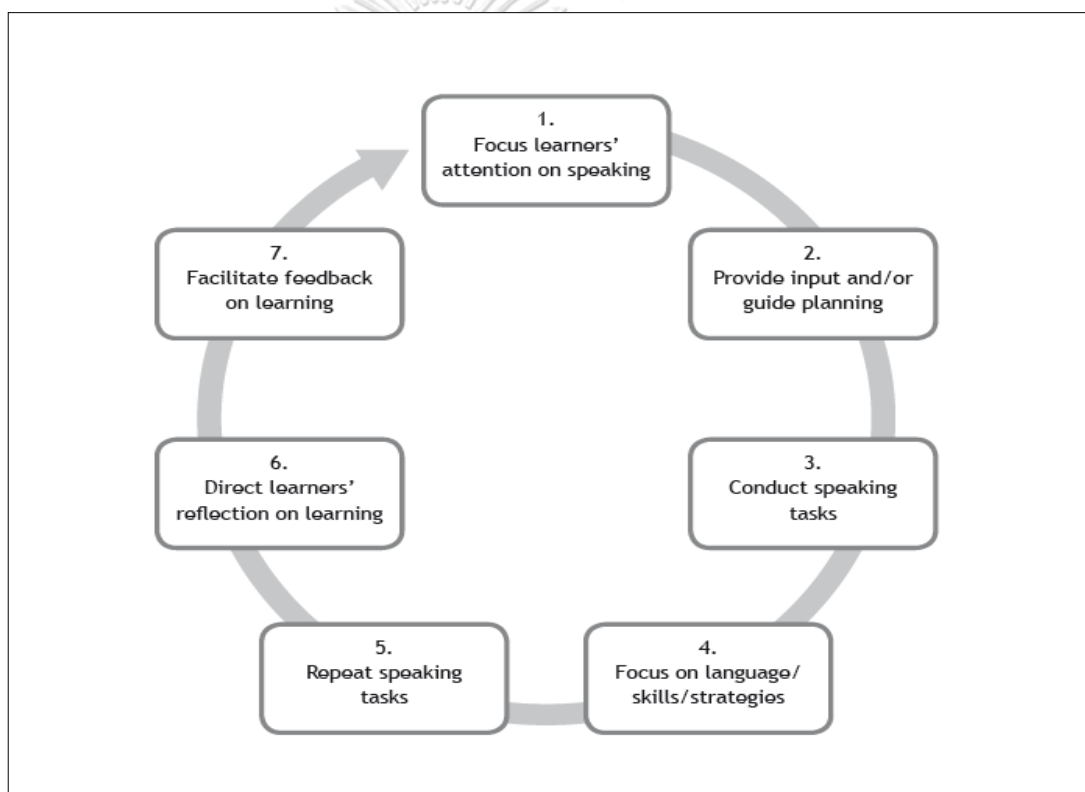 1.
Focus learners'
attention on speaking
2.
Provide input and/or
guide planning
3.
Conduct speaking
tasks
4.
Focus on language/
skills/strategies
5.
Repeat speaking
tasks
6.
Direct learners'
reflection on learning
7.
Facilitate feedback
on learning